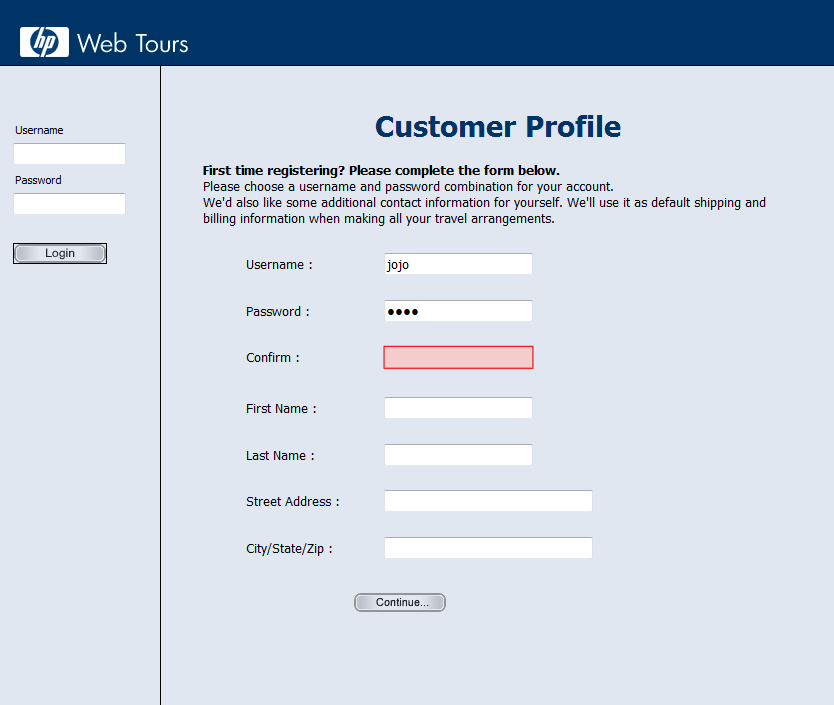 hp Web Tours
Username
Password
Login
Customer Profile
First time registering? Please complete the form below.
Please choose a username and password combination for your account.
We'd also like some additional contact information for yourself. We'll use it as default shipping and
billing information when making all your travel arrangements.
Username : jojo
Password : ●●●●
Confirm :
First Name :
Last Name :
Street Address :
City/State/Zip :
Continue...